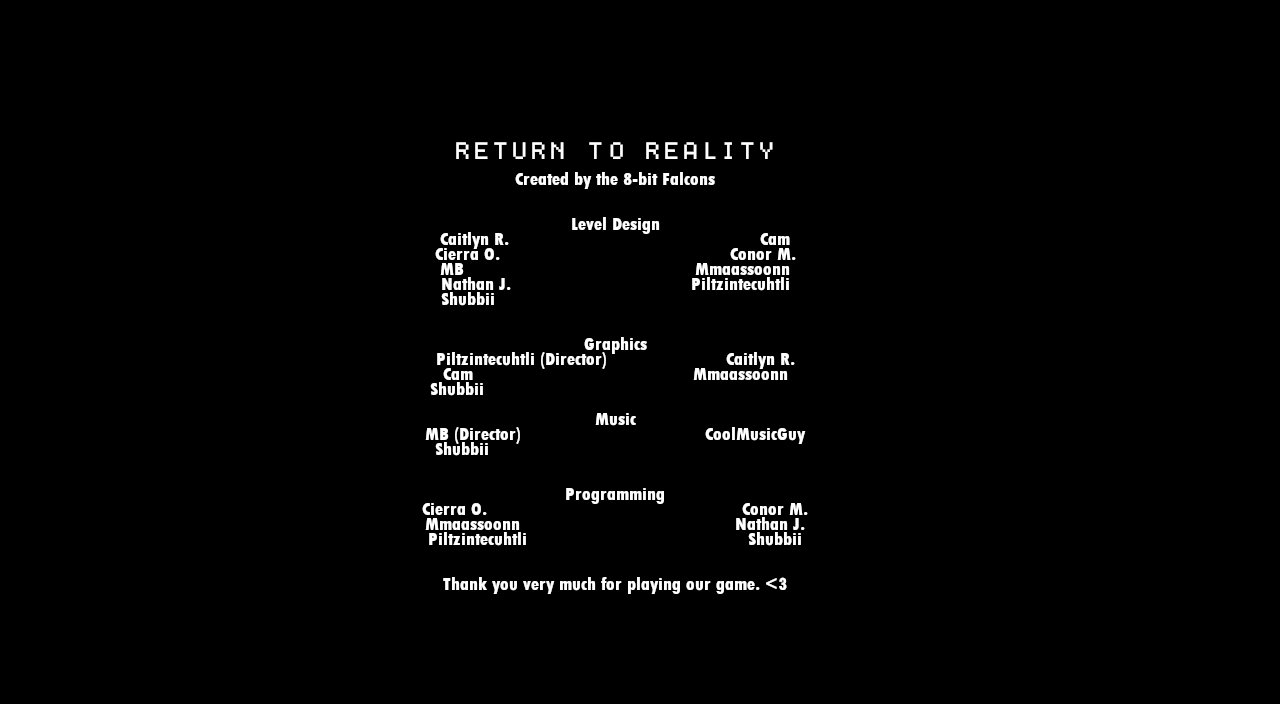 RETURN TO REALITY
Created by the 8-bit Falcons
Level Design
Caitlyn R. Cam
Cierra O. Conor M.
MB Mmaassoonn
Nathan J. Piltzintecuhtli
Shubbii
Graphics
Piltzintecuhtli (Director) Caitlyn R.
Cam Mmaassoonn
Shubbii
Music
MB (Director) CoolMusicGuy
Shubbii
Programming
Cierra O. Conor M.
Mmaassoonn Nathan J.
Piltzintecuhtli Shubbii
Thank you very much for playing our game. <3